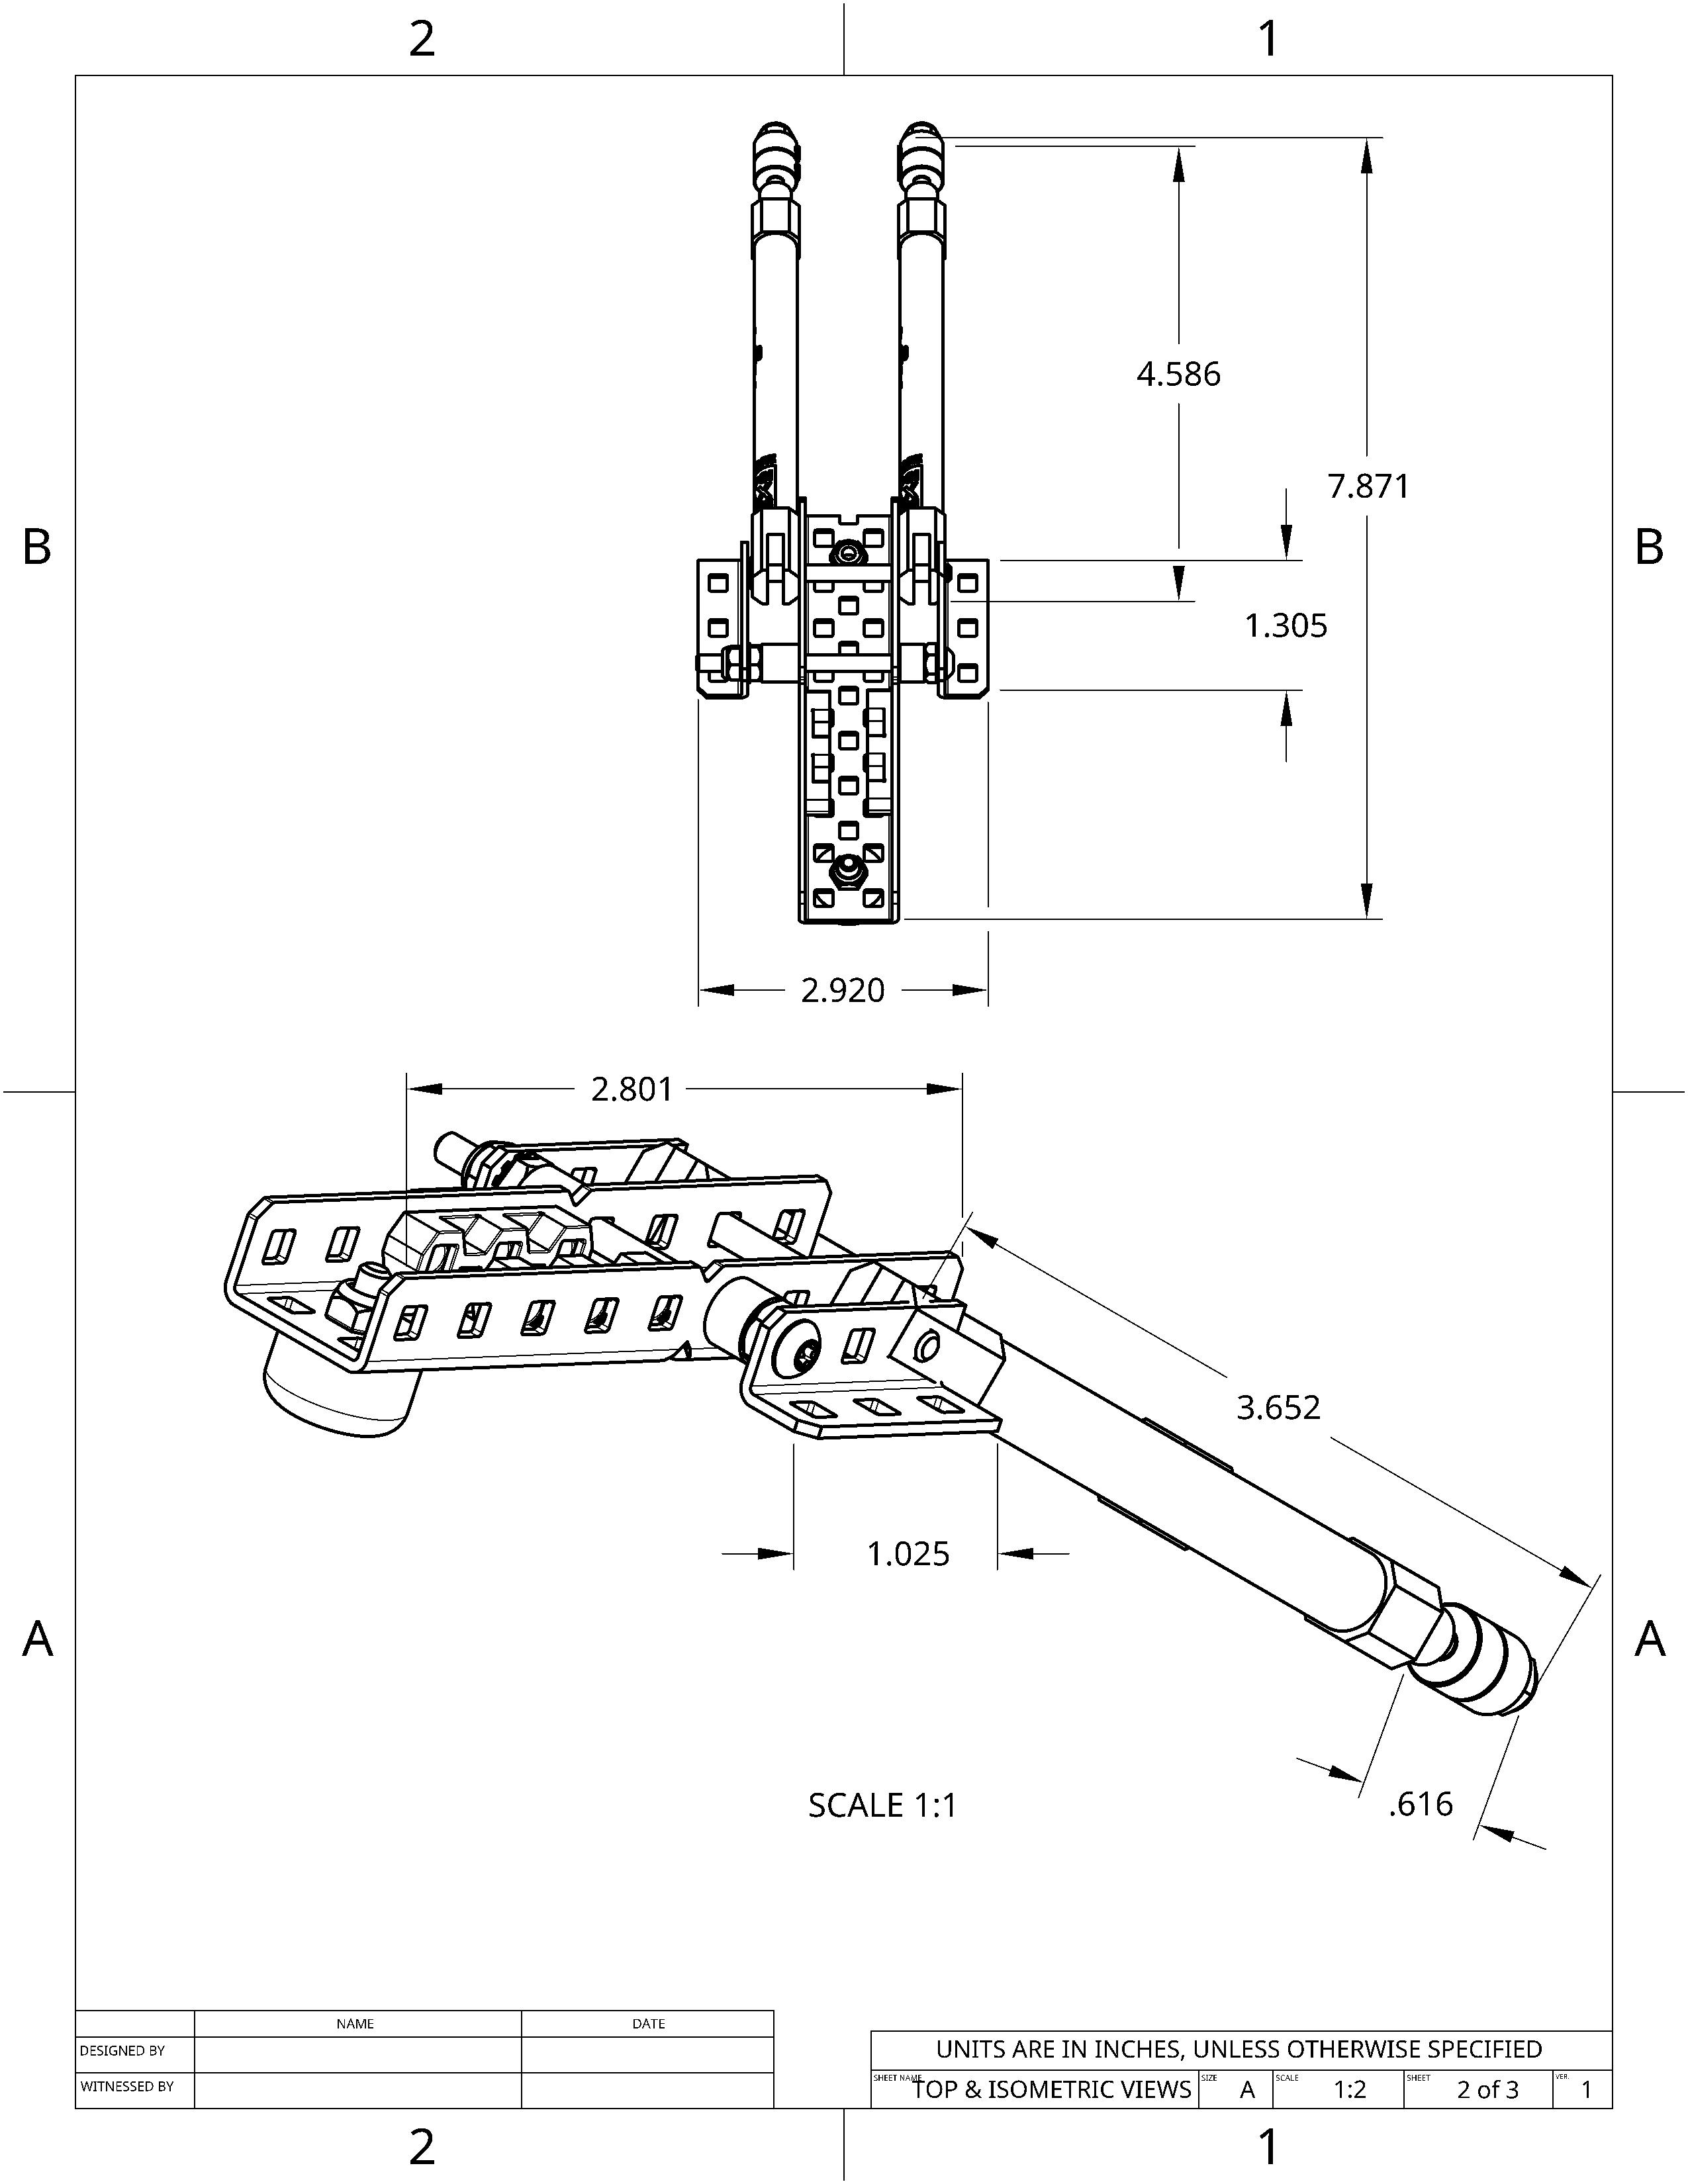 2 1
4.586
7.871
B B
1.305
2.920
2.801
3.652
1.025
A A
SCALE 1:1
.616
NAME DATE
DESIGNED BY
WITNESSED BY
UNITS ARE IN INCHES, UNLESS OTHERWISE SPECIFIED
SHEET NAME TOP & ISOMETRIC VIEWS SIZE A SCALE 1:2 SHEET 2 of 3 VER. 1
2 1